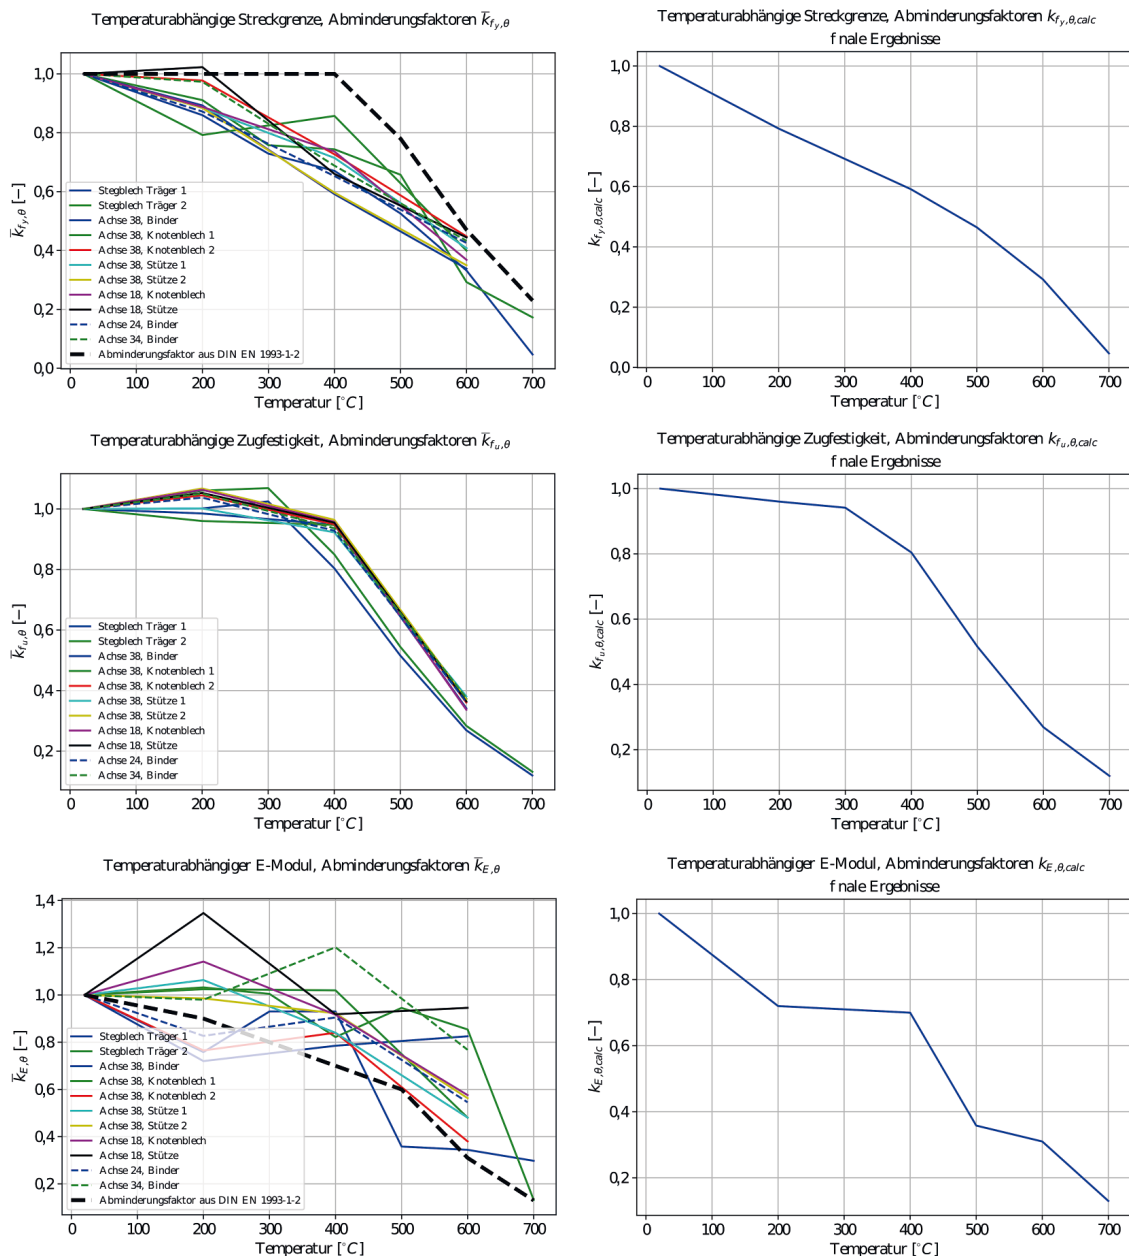 Temperaturabhängige Streckgrenze, Abminderungsfaktoren k̅_fy,θ
1,0
0,8
0,6
0,4
0,2
0,0
k̅_fy,θ [−]
Stegblech Träger 1
Stegblech Träger 2
Achse 38, Binder
Achse 38, Knotenblech 1
Achse 38, Knotenblech 2
Achse 38, Stütze 1
Achse 38, Stütze 2
Achse 18, Knotenblech
Achse 18, Stütze
Achse 24, Binder
Achse 34, Binder
Abminderungsfaktor aus DIN EN 1993-1-2
0 100 200 300 400 500 600 700
Temperatur [°C]
Temperaturabhängige Streckgrenze, Abminderungsfaktoren k_fy,θ,calc
f nale Ergebnisse
1,0
0,8
0,6
0,4
0,2
0,0
k_fy,θ,calc [−]
0 100 200 300 400 500 600 700
Temperatur [°C]
Temperaturabhängige Zugfestigkeit, Abminderungsfaktoren k̅_fu,θ
1,0
0,8
0,6
0,4
0,2
k̅_fu,θ [−]
Stegblech Träger 1
Stegblech Träger 2
Achse 38, Binder
Achse 38, Knotenblech 1
Achse 38, Knotenblech 2
Achse 38, Stütze 1
Achse 38, Stütze 2
Achse 18, Knotenblech
Achse 18, Stütze
Achse 24, Binder
Achse 34, Binder
0 100 200 300 400 500 600 700
Temperatur [°C]
Temperaturabhängige Zugfestigkeit, Abminderungsfaktoren k_fu,θ,calc
f nale Ergebnisse
1,0
0,8
0,6
0,4
0,2
k_fu,θ,calc [−]
0 100 200 300 400 500 600 700
Temperatur [°C]
Temperaturabhängiger E-Modul, Abminderungsfaktoren k̅_E,θ
1,4
1,2
1,0
0,8
0,6
0,4
0,2
k̅_E,θ [−]
Stegblech Träger 1
Stegblech Träger 2
Achse 38, Binder
Achse 38, Knotenblech 1
Achse 38, Knotenblech 2
Achse 38, Stütze 1
Achse 38, Stütze 2
Achse 18, Knotenblech
Achse 18, Stütze
Achse 24, Binder
Achse 34, Binder
Abminderungsfaktor aus DIN EN 1993-1-2
0 100 200 300 400 500 600 700
Temperatur [°C]
Temperaturabhängiger E-Modul, Abminderungsfaktoren k_E,θ,calc
f nale Ergebnisse
1,0
0,8
0,6
0,4
0,2
k_E,θ,calc [−]
0 100 200 300 400 500 600 700
Temperatur [°C]